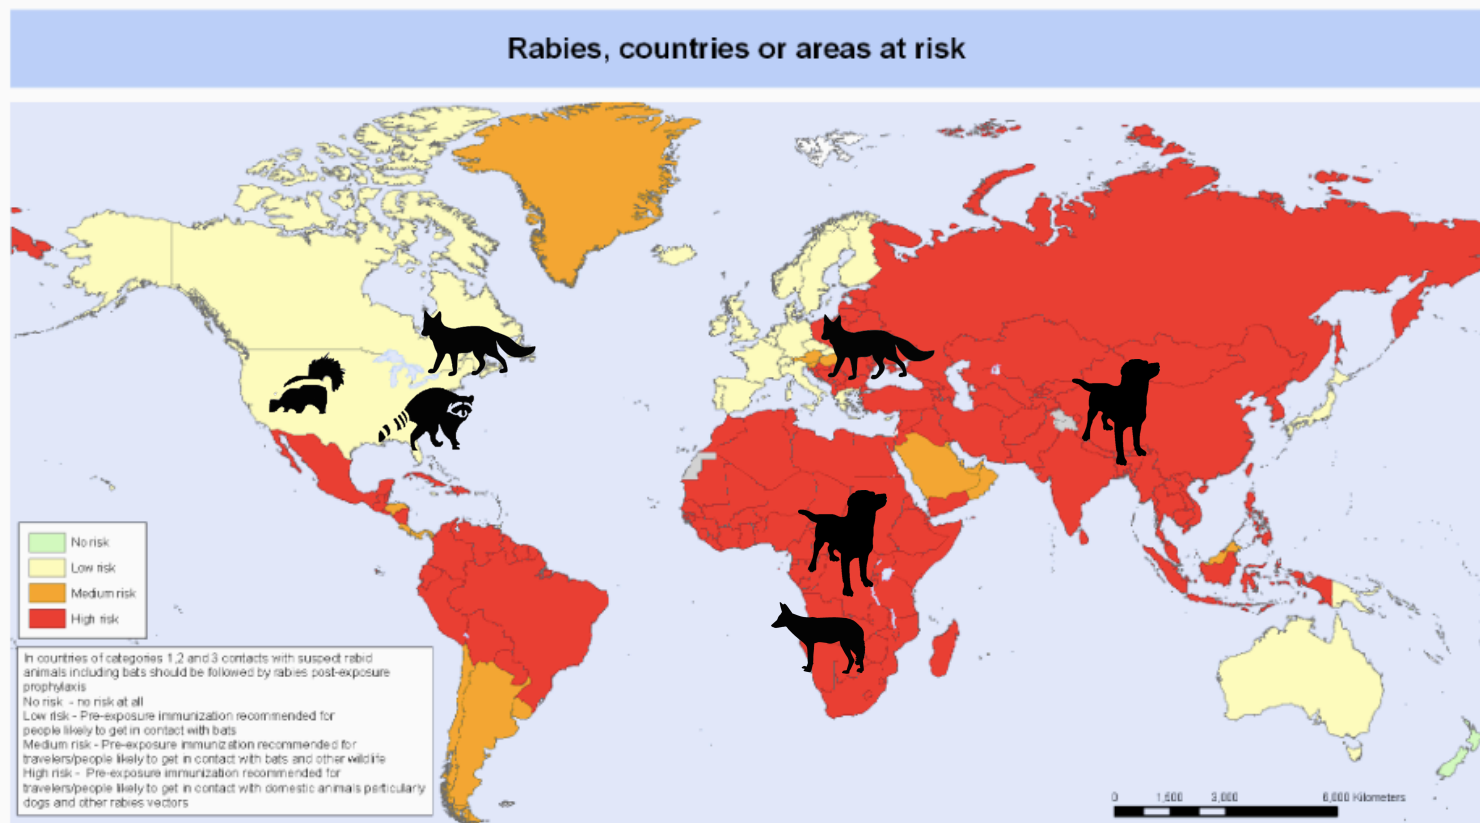 Rabies, countries or areas at risk
No risk
Low risk
Medium risk
High risk
In countries of categories 1,2 and 3 contacts with suspect rabid
animals including bats should be followed by rabies post-exposure
prophylaxis
No risk - no risk at all
Low risk - Pre-exposure immunization recommended for
people likely to get in contact with bats
Medium risk - Pre-exposure immunization recommended for
travelers/people likely to get in contact with bats and other wildlife
High risk - Pre-exposure immunization recommended for
travelers/people likely to get in contact with domestic animals particularly
dogs and other rabies vectors
0 1,500 3,000 6,000 Kilometers